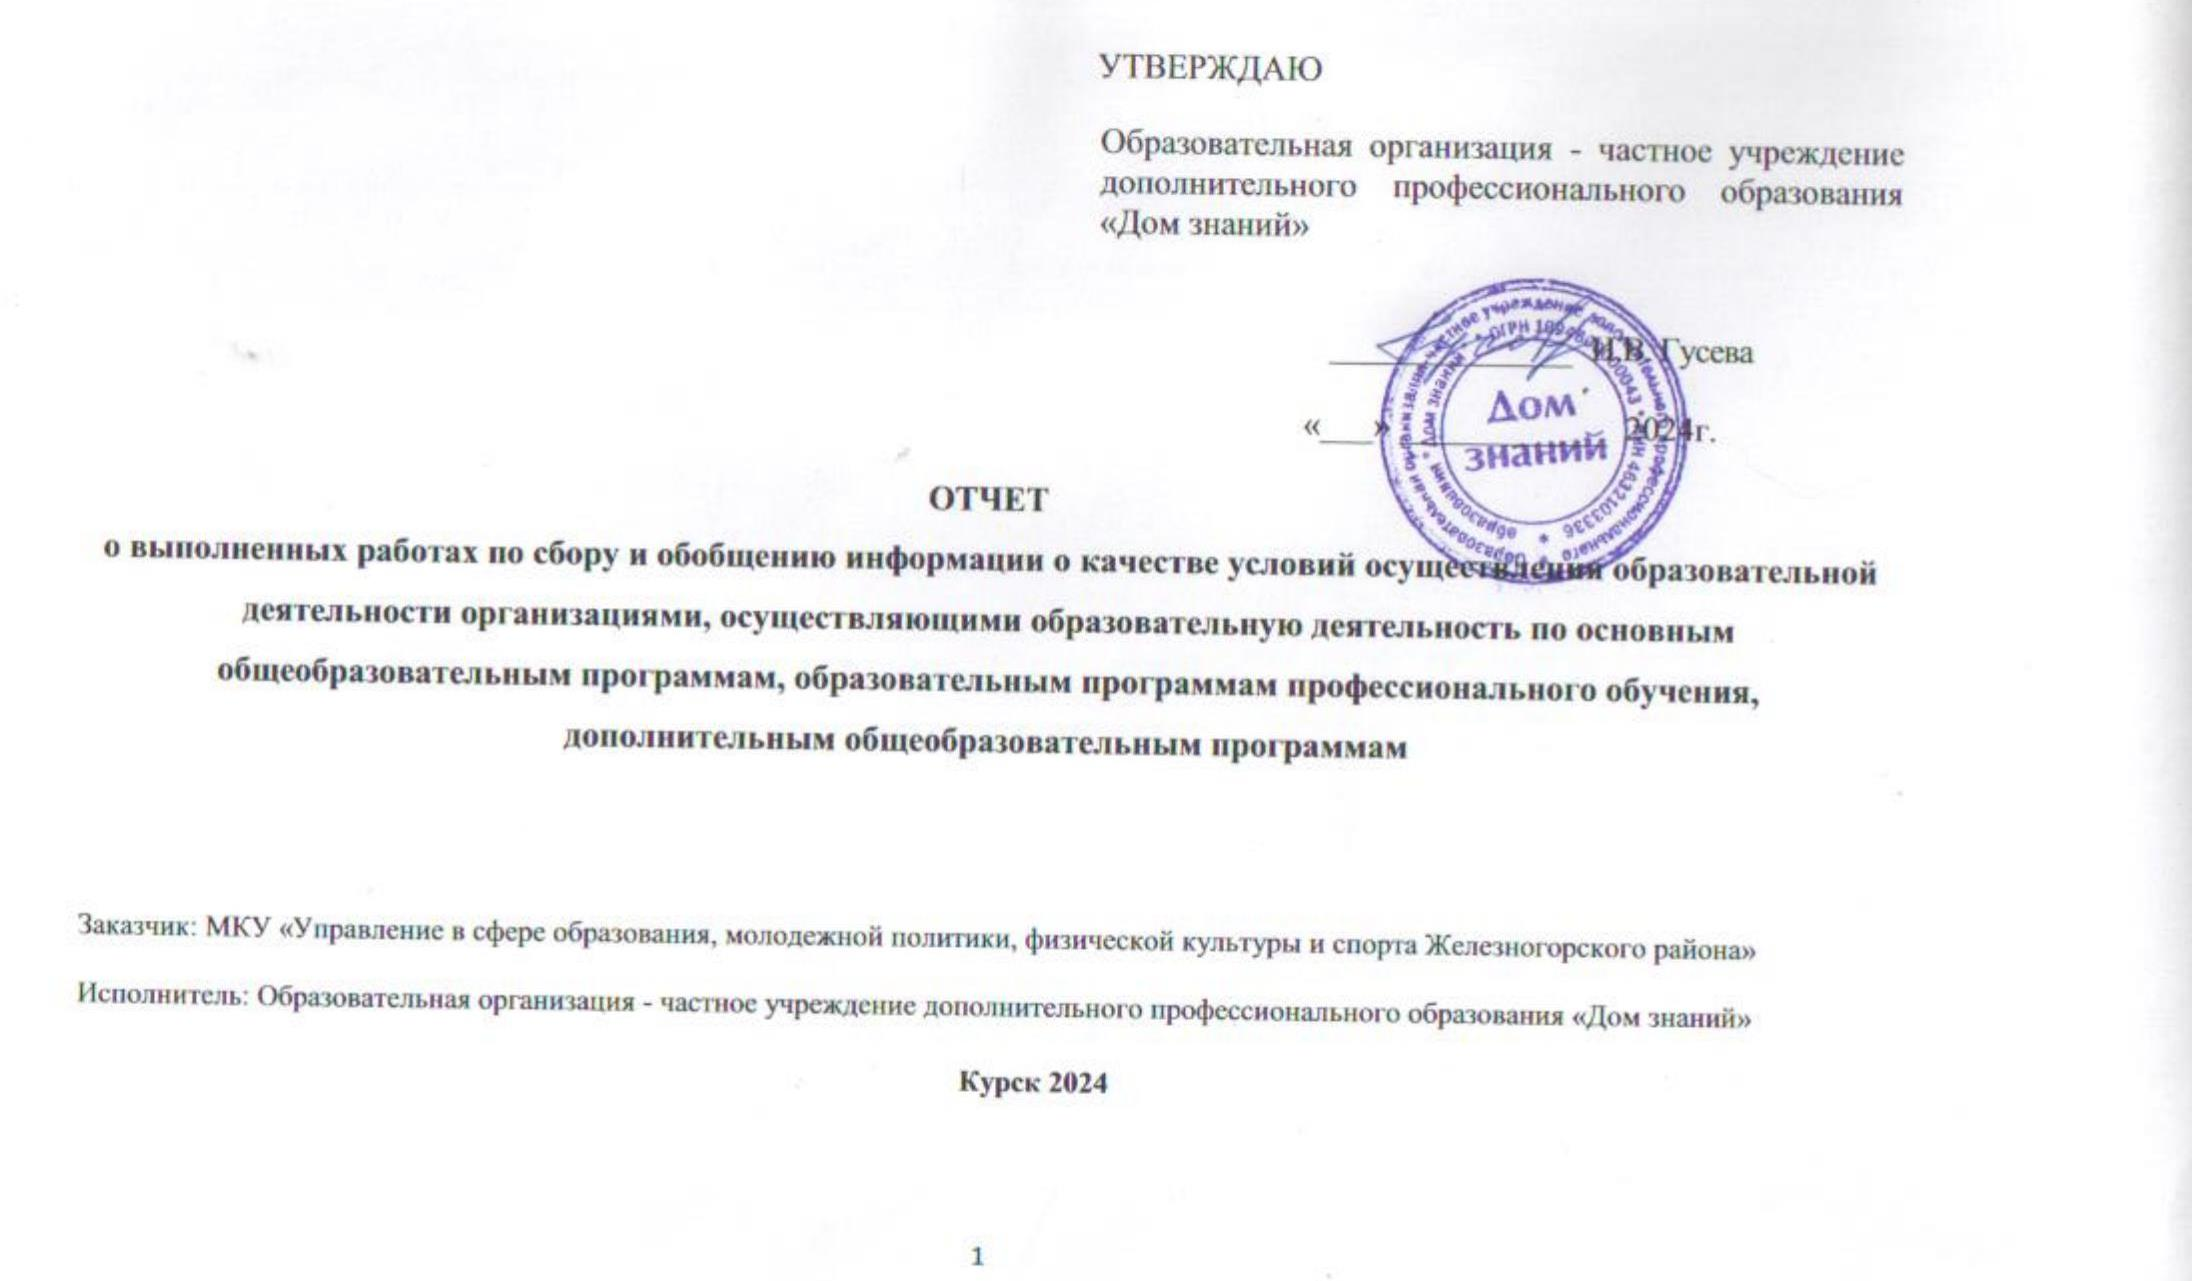 УТВЕРЖДАЮ
Образовательная организация - частное учреждение
дополнительного профессионального образования
«Дом знаний»
Гусева
«___» ____________ 2024г.
Дом
знаний
ОТЧЕТ
о выполненных работах по сбору и обобщению информации о качестве условий осуществления образовательной
деятельности организациями, осуществляющими образовательную деятельность по основным
общеобразовательным программам, образовательным программам профессионального обучения,
дополнительным общеобразовательным программам
Заказчик: МКУ «Управление в сфере образования, молодежной политики, физической культуры и спорта Железногорского района»
Исполнитель: Образовательная организация - частное учреждение дополнительного профессионального образования «Дом знаний»
Курск 2024
1